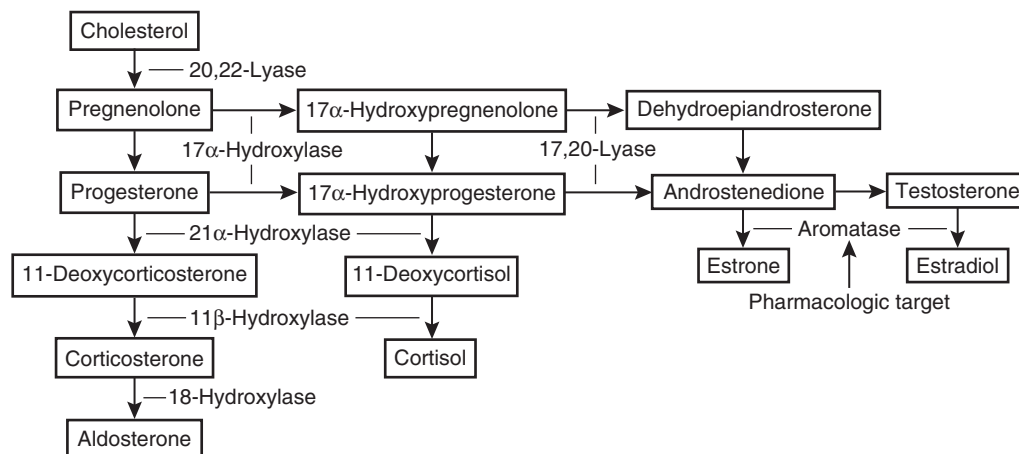 Cholesterol
20,22-Lyase
Pregnenolone
17α-Hydroxypregnenolone
Dehydroepiandrosterone
17α-Hydroxylase
17,20-Lyase
Progesterone
17α-Hydroxyprogesterone
Androstenedione
Testosterone
21α-Hydroxylase
Aromatase
11-Deoxycorticosterone
11-Deoxycortisol
Estrone
Estradiol
Pharmacologic target
11β-Hydroxylase
Corticosterone
Cortisol
18-Hydroxylase
Aldosterone